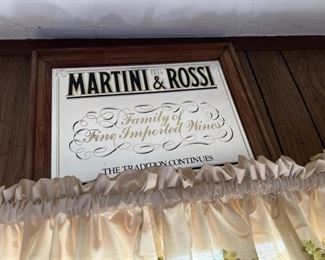 MARTINI & ROSSI
Family of
Fine Imported Wines
THE TRADITION CONTINUES